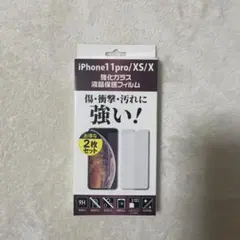 iPhone11pro/XS/X
強化ガラス
液晶保護フィルム
傷・衝撃・汚れに
強い!
お得な
2枚
セット
9H